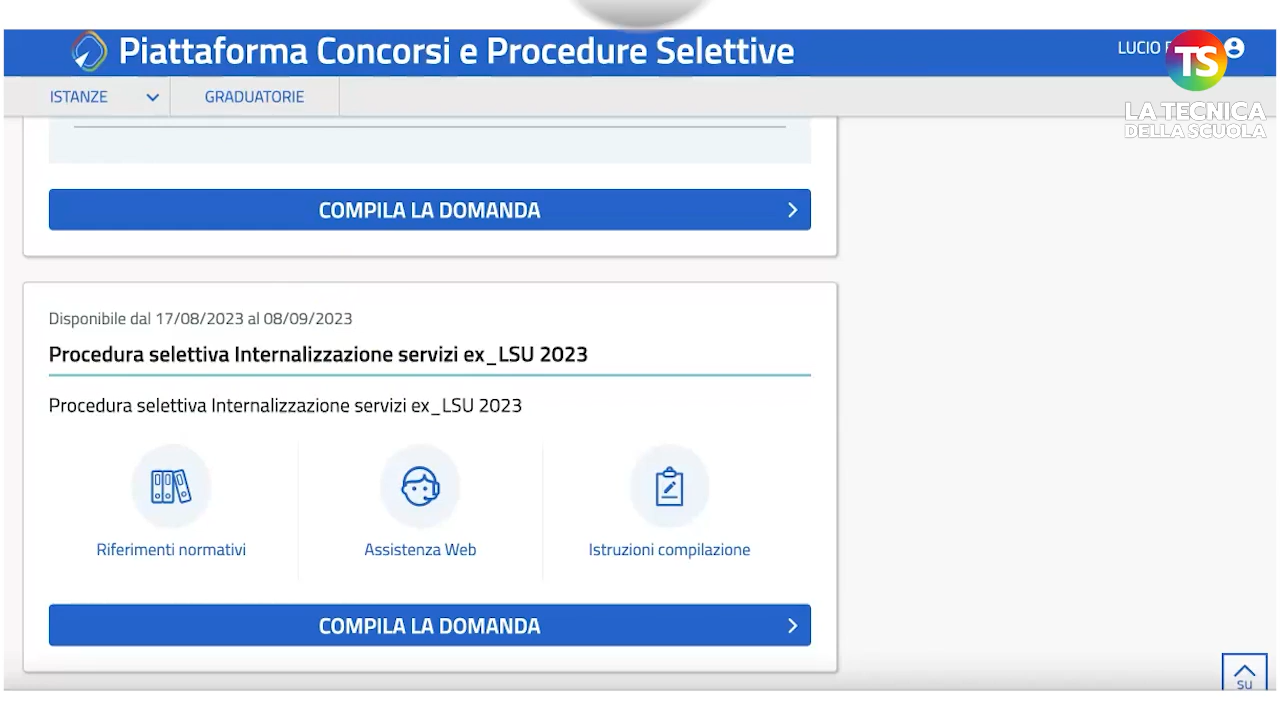 Piattaforma Concorsi e Procedure Selettive
LUCIO
TS
LA TECNICA
DELLA SCUOLA
ISTANZE
GRADUATORIE
COMPILA LA DOMANDA
Disponibile dal 17/08/2023 al 08/09/2023
Procedura selettiva Internalizzazione servizi ex_LSU 2023
Procedura selettiva Internalizzazione servizi ex_LSU 2023
Riferimenti normativi
Assistenza Web
Istruzioni compilazione
COMPILA LA DOMANDA
SU